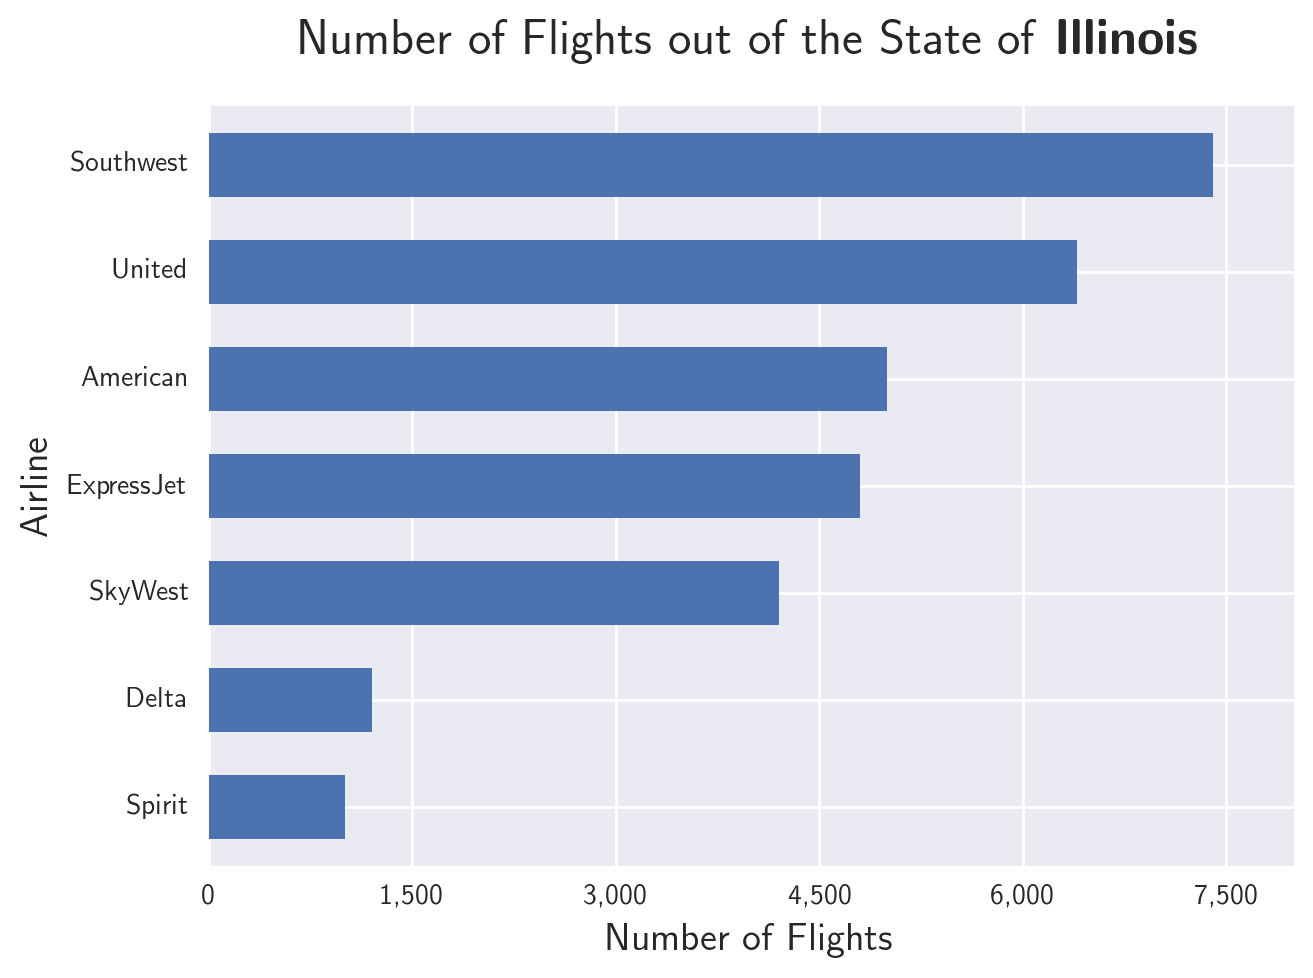 Number of Flights out of the State of Illinois
Southwest
United
American
ExpressJet
SkyWest
Delta
Spirit
Airline
0 1,500 3,000 4,500 6,000 7,500
Number of Flights